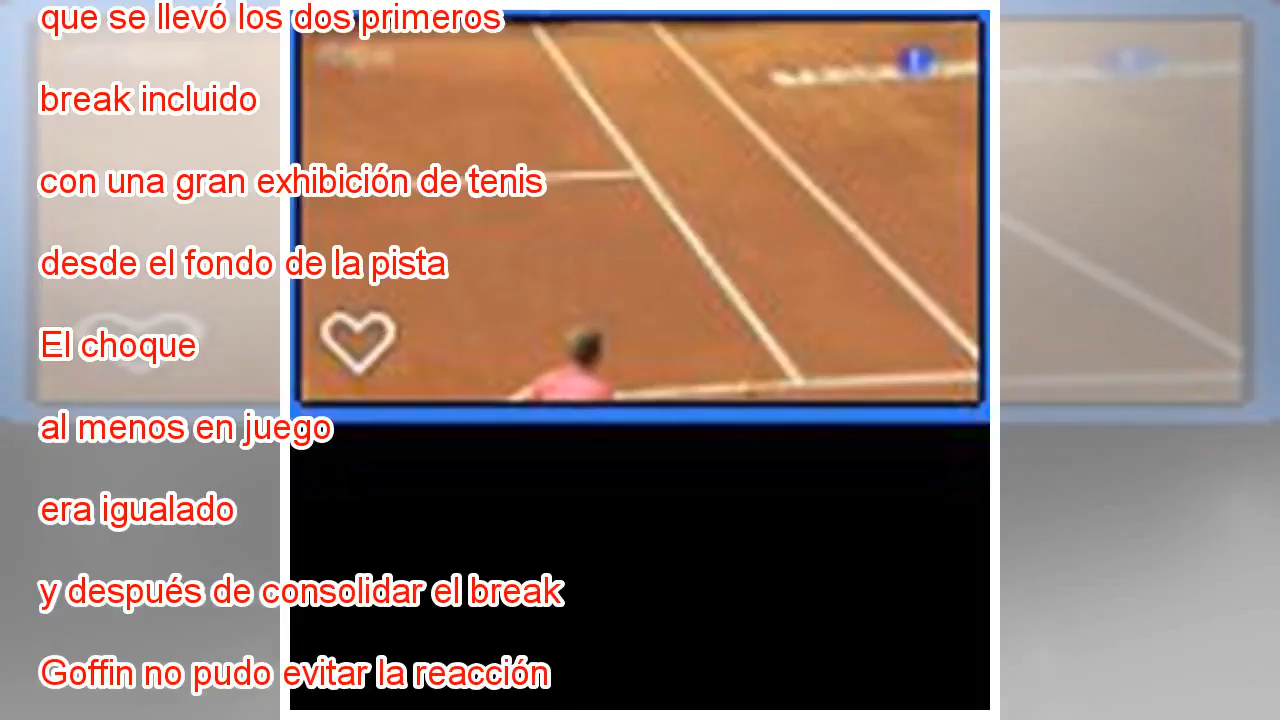 que se llevó los dos primeros
break incluido
con una gran exhibición de tenis
desde el fondo de la pista
El choque
al menos en juego
era igualado
y después de consolidar el break
Goffin no pudo evitar la reacción